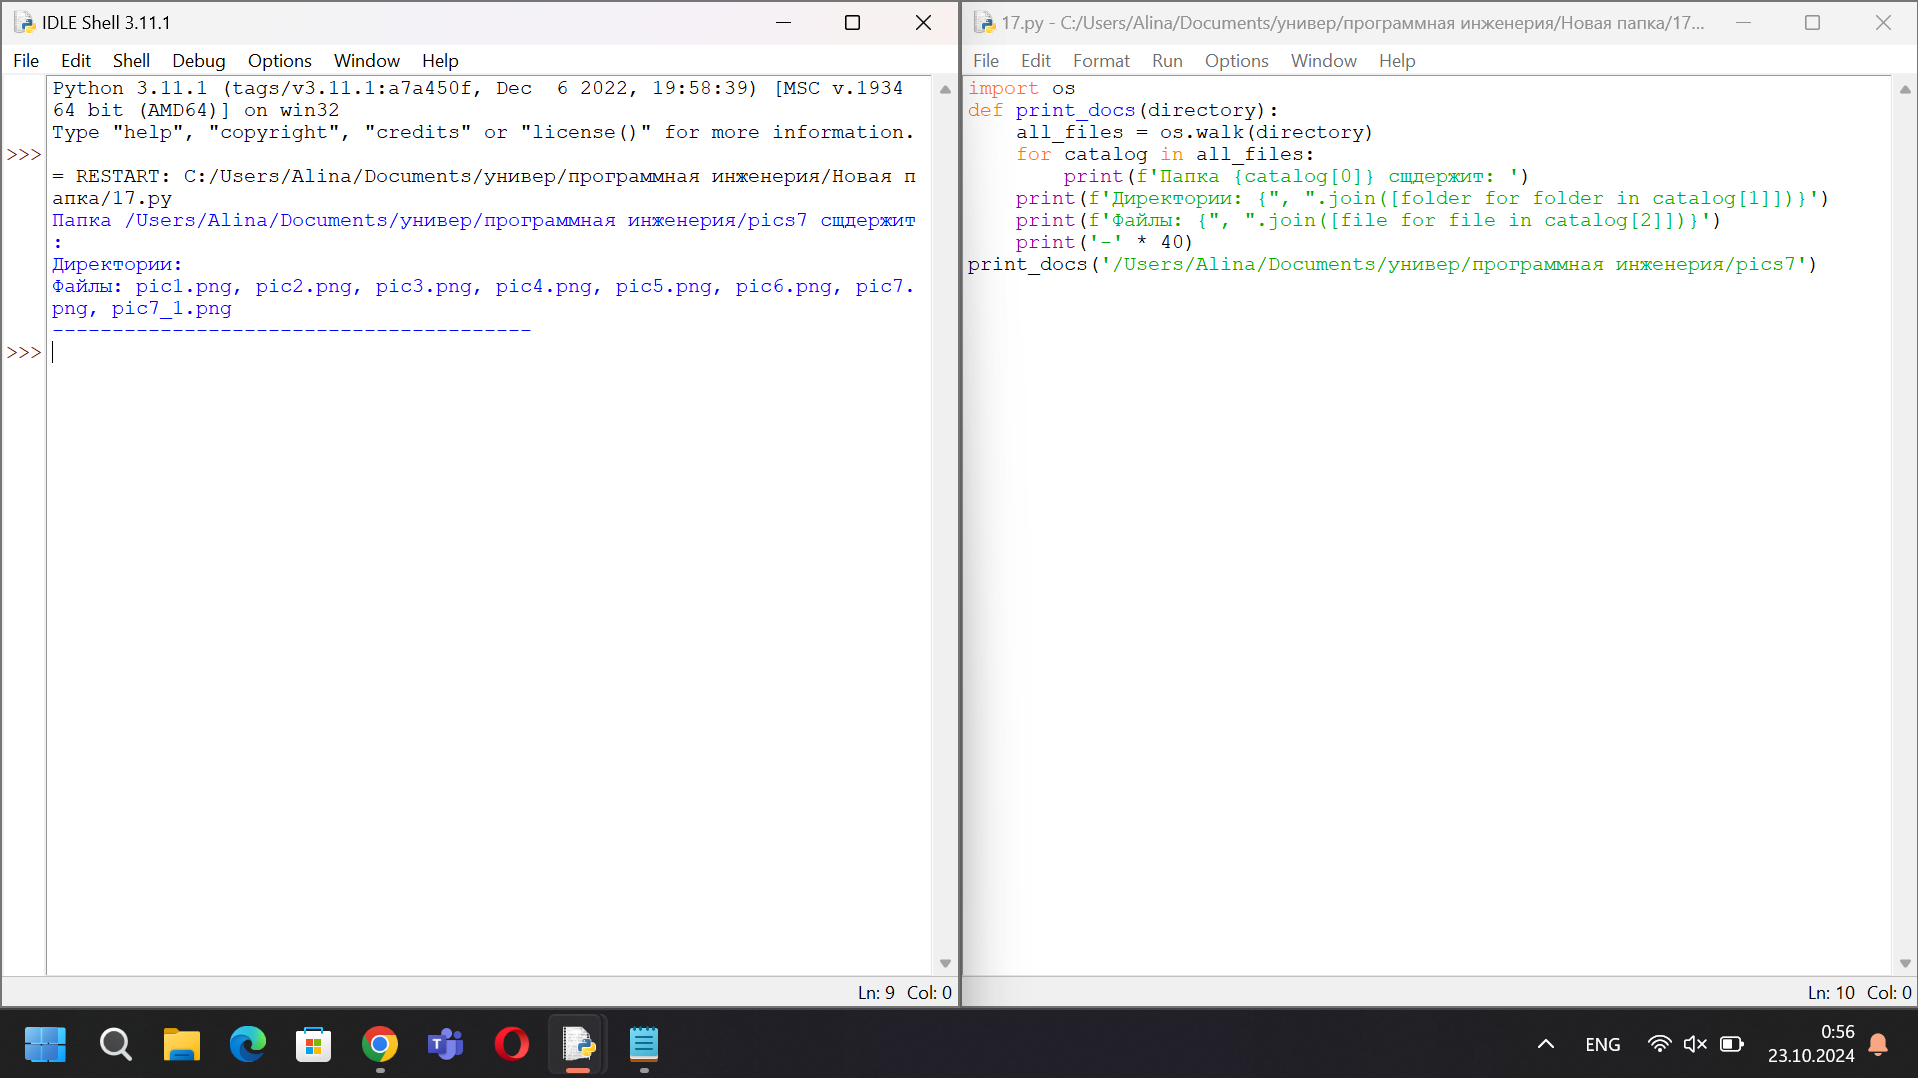 IDLE Shell 3.11.1
File Edit Shell Debug Options Window Help
Python 3.11.1 (tags/v3.11.1:a7a450f, Dec  6 2022, 19:58:39) [MSC v.1934
64 bit (AMD64)] on win32
Type "help", "copyright", "credits" or "license()" for more information.
>>>
= RESTART: C:/Users/Alina/Documents/универ/программная инженерия/Новая п
апка/17.py
Папка /Users/Alina/Documents/универ/программная инженерия/pics7 сщдержит
:
Директории:
Файлы: pic1.png, pic2.png, pic3.png, pic4.png, pic5.png, pic6.png, pic7.
png, pic7_1.png
----------------------------------------
>>>
Ln: 9 Col: 0
17.py - C:/Users/Alina/Documents/универ/программная инженерия/Новая папка/17...
File Edit Format Run Options Window Help
import os
def print_docs(directory):
    all_files = os.walk(directory)
    for catalog in all_files:
        print(f'Папка {catalog[0]} сщдержит: ')
    print(f'Директории: {", ".join([folder for folder in catalog[1]])}')
    print(f'Файлы: {", ".join([file for file in catalog[2]])}')
    print('-' * 40)
print_docs('/Users/Alina/Documents/универ/программная инженерия/pics7')
Ln: 10 Col: 0
ENG
0:56
23.10.2024